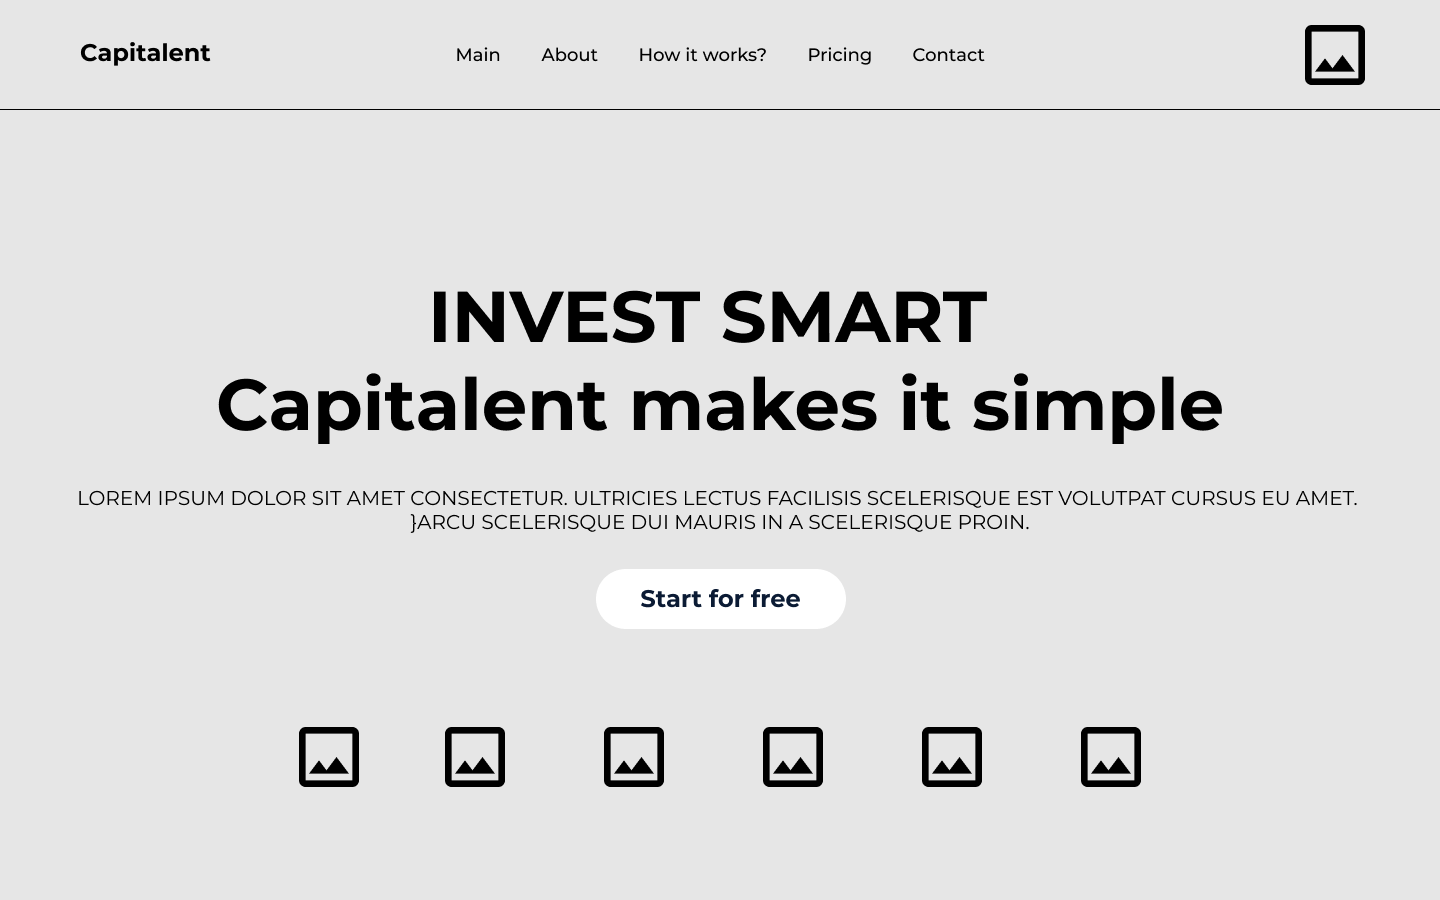 Capitalent
Main About How it works? Pricing Contact
INVEST SMART
Capitalent makes it simple
LOREM IPSUM DOLOR SIT AMET CONSECTETUR. ULTRICIES LECTUS FACILISIS SCELERISQUE EST VOLUTPAT CURSUS EU AMET.
}ARCU SCELERISQUE DUI MAURIS IN A SCELERISQUE PROIN.
Start for free